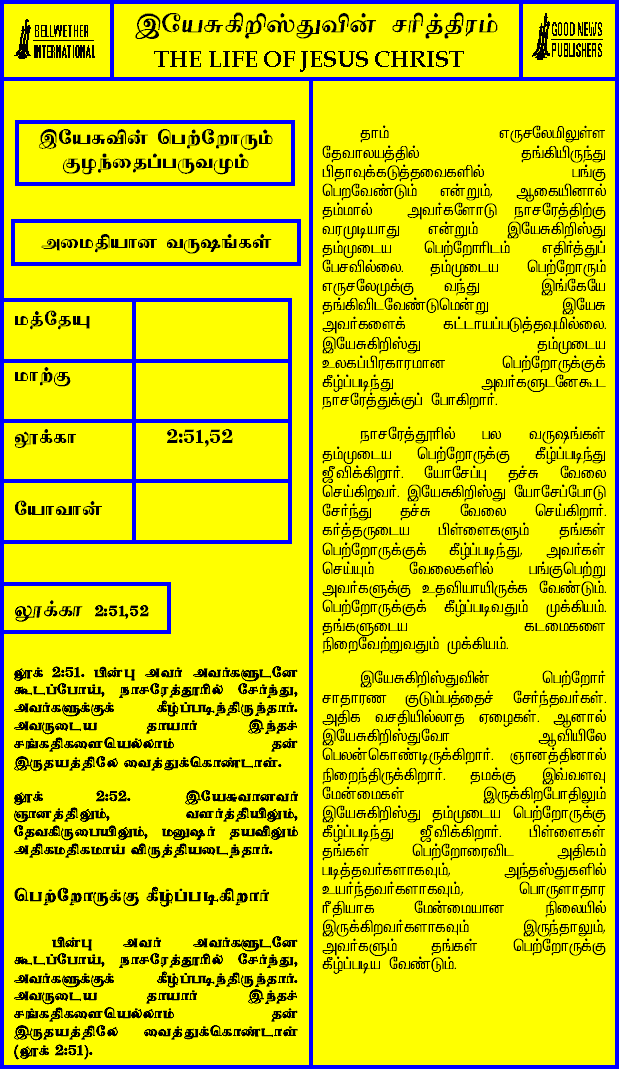 BELLWETHER
INTERNATIONAL
இயேசுகிறிஸ்துவின் சரித்திரம்
THE LIFE OF JESUS CHRIST
GOOD NEWS
PUBLISHERS
இயேசுவின் பெற்றோரும்
குழந்தைப்பருவமும்
அமைதியான வருஷங்கள்
மத்தேயு
மாற்கு
லூக்கா 2:51,52
யோவான்
லூக்கா 2:51,52
லூக் 2:51. பின்பு அவர் அவர்களுடனே
கூடப்போய், நாசரேத்தூரில் சேர்ந்து,
அவர்களுக்குக் கீழ்ப்படிந்திருந்தார்.
அவருடைய தாயார் இந்தச்
சங்கதிகளையெல்லாம் தன்
இருதயத்திலே வைத்துக்கொண்டாள்.
லூக் 2:52. இயேசுவானவர்
ஞானத்திலும், வளர்த்தியிலும்,
தேவகிருபையிலும், மனுஷர் தயவிலும்
அதிகமதிகமாய் விருத்தியடைந்தார்.
பெற்றோருக்கு கீழ்ப்படிகிறார்
பின்பு அவர் அவர்களுடனே
கூடப்போய், நாசரேத்தூரில் சேர்ந்து,
அவர்களுக்குக் கீழ்ப்படிந்திருந்தார்.
அவருடைய தாயார் இந்தச்
சங்கதிகளையெல்லாம் தன்
இருதயத்திலே வைத்துக்கொண்டாள்
(லூக் 2:51).
தாம் எருசலேமிலுள்ள
தேவாலயத்தில் தங்கியிருந்து
பிதாவுக்கடுத்தவைகளில் பங்கு
பெறவேண்டும் என்றும், ஆகையினால்
தம்மால் அவர்களோடு நாசரேத்திற்கு
வரமுடியாது என்றும் இயேசுகிறிஸ்து
தம்முடைய பெற்றோரிடம் எதிர்த்துப்
பேசவில்லை. தம்முடைய பெற்றோரும்
எருசலேமுக்கு வந்து இங்கேயே
தங்கிவிடவேண்டுமென்று இயேசு
அவர்களைக் கட்டாயப்படுத்தவுமில்லை.
இயேசுகிறிஸ்து தம்முடைய
உலகப்பிரகாரமான பெற்றோருக்குக்
கீழ்ப்படிந்து அவர்களுடனேகூட
நாசரேத்துக்குப் போகிறார்.
நாசரேத்தூரில் பல வருஷங்கள்
தம்முடைய பெற்றோருக்கு கீழ்ப்படிந்து
ஜீவிக்கிறார். யோசேப்பு தச்சு வேலை
செய்கிறவர். இயேசுகிறிஸ்து யோசேப்போடு
சேர்ந்து தச்சு வேலை செய்கிறார்.
கர்த்தருடைய பிள்ளைகளும் தங்கள்
பெற்றோருக்குக் கீழ்ப்படிந்து, அவர்கள்
செய்யும் வேலைகளில் பங்குபெற்று
அவர்களுக்கு உதவியாயிருக்க வேண்டும்.
பெற்றோருக்குக் கீழ்ப்படிவதும் முக்கியம்.
தங்களுடைய கடமைகளை
நிறைவேற்றுவதும் முக்கியம்.
இயேசுகிறிஸ்துவின் பெற்றோர்
சாதாரண குடும்பத்தைச் சேர்ந்தவர்கள்.
அதிக வசதியில்லாத ஏழைகள். ஆனால்
இயேசுகிறிஸ்துவோ ஆவியிலே
பெலன்கொண்டிருக்கிறார். ஞானத்தினால்
நிறைந்திருக்கிறார். தமக்கு இவ்வளவு
மேன்மைகள் இருக்கிறபோதிலும்
இயேசுகிறிஸ்து தம்முடைய பெற்றோருக்கு
கீழ்ப்படிந்து ஜீவிக்கிறார். பிள்ளைகள்
தங்கள் பெற்றோரைவிட அதிகம்
படித்தவர்களாகவும், அந்தஸ்துகளில்
உயர்ந்தவர்களாகவும், பொருளாதார
ரீதியாக மேன்மையான நிலையில்
இருக்கிறவர்களாகவும் இருந்தாலும்,
அவர்களும் தங்கள் பெற்றோருக்கு
கீழ்ப்படிய வேண்டும்.